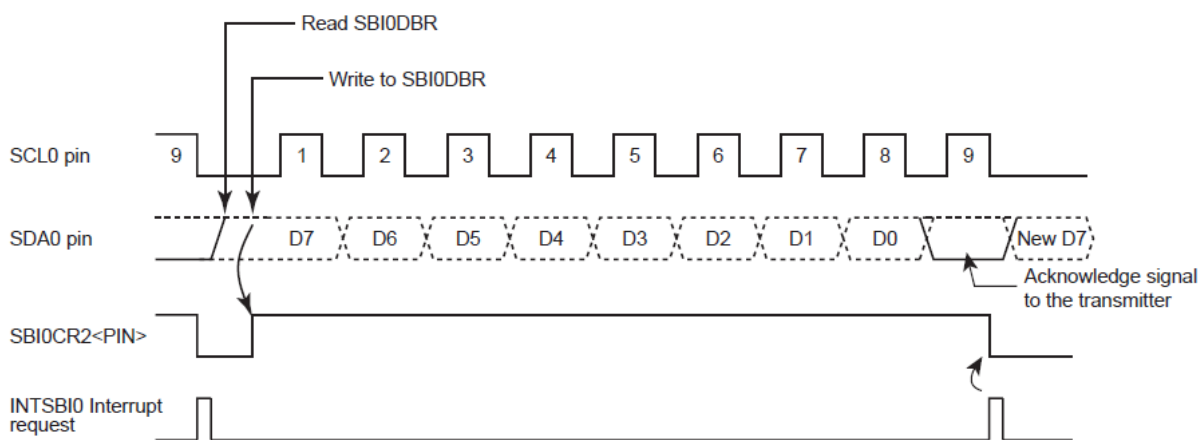 Read SBI0DBR
Write to SBI0DBR
SCL0 pin
9
1
2
3
4
5
6
7
8
9
SDA0 pin
D7
D6
D5
D4
D3
D2
D1
D0
New D7
Acknowledge signal
to the transmitter
SBI0CR2<PIN>
INTSBI0 Interrupt
request